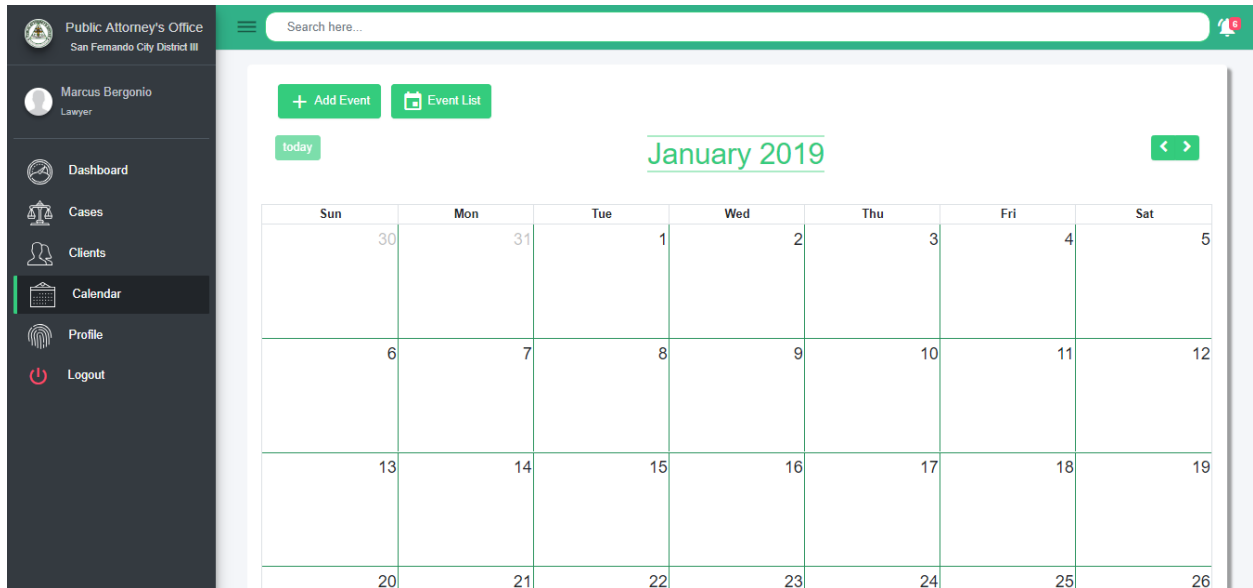 Public Attorney's Office
San Fernando City District III
Search here...
6
Marcus Bergonio
Lawyer
Dashboard
Cases
Clients
Calendar
Profile
Logout
Add Event
Event List
today
January 2019
Sun Mon Tue Wed Thu Fri Sat
30 31 1 2 3 4 5
6 7 8 9 10 11 12
13 14 15 16 17 18 19
20 21 22 23 24 25 26